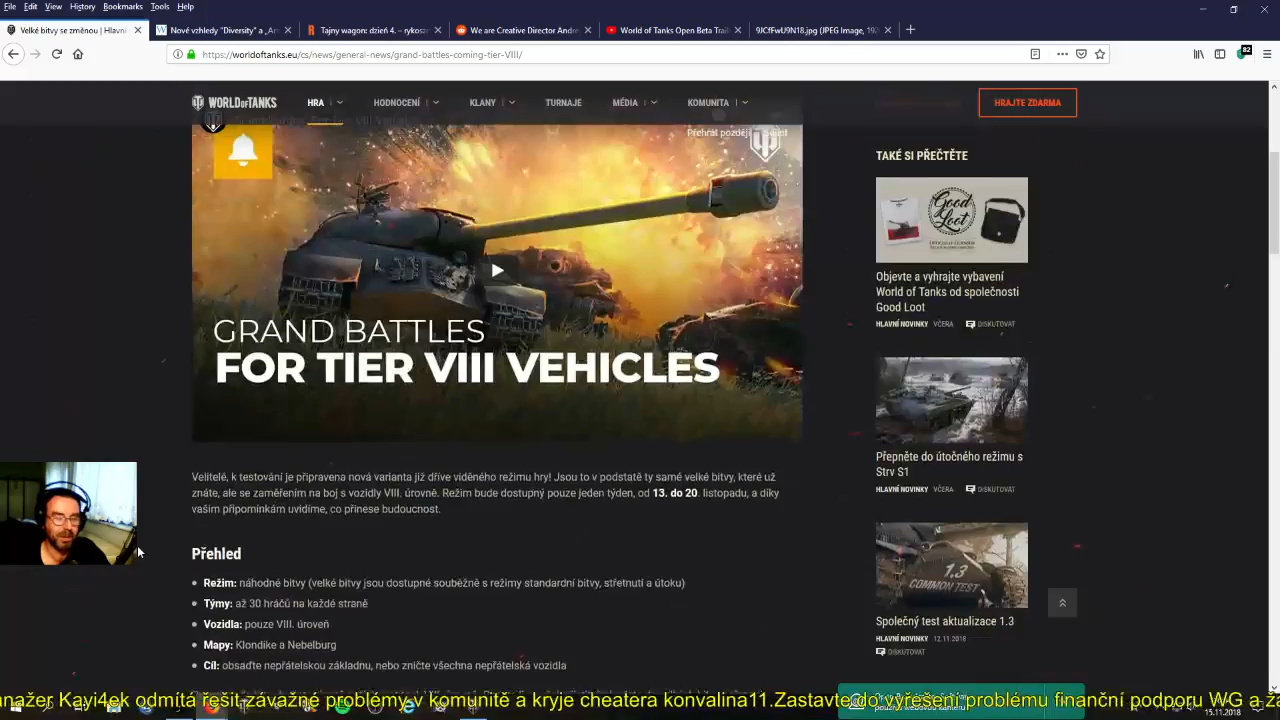 File Edit View History Bookmarks Tools Help
Velké bitvy se změnou | Hlavní
Nové vzhledy "Diversity" a
Tajny wagon: dzień 4. – rykosz
We are Creative Director Andre
World of Tanks Open Beta Trail
9JCfFwU9N18.jpg (JPEG Image, 192
https://worldoftanks.eu/cs/news/general-news/grand-battles-coming-tier-VIII/
82
WORLD OF TANKS
HRA
HODNOCENÍ
KLANY
TURNAJE
MÉDIA
KOMUNITA
HRAJTE ZDARMA
Přehrát později
GRAND BATTLES
FOR TIER VIII VEHICLES
Velitelé, k testování je připravena nová varianta již dříve viděného režimu hry! Jsou to v podstatě ty samé velké bitvy, které už
znáte, ale se zaměřením na boj s vozidly VIII. úrovně. Režim bude dostupný pouze jeden týden, od 13. do 20. listopadu, a díky
vašim připomínkám uvidíme, co přinese budoucnost.
Přehled
Režim: náhodné bitvy (velké bitvy jsou dostupné souběžně s režimy standardní bitvy, střetnutí a útoku)
Týmy: až 30 hráčů na každé straně
Vozidla: pouze VIII. úroveň
Mapy: Klondike a Nebelburg
Cíl: obsaďte nepřátelskou základnu, nebo zničte všechna nepřátelská vozidla
TAKÉ SI PŘEČTĚTE
Good Loot
Objevte a vyhrajte vybavení
World of Tanks od společnosti
Good Loot
HLAVNÍ NOVINKY VČERA DISKUTOVAT
Přepněte do útočného režimu s
Strv S1
HLAVNÍ NOVINKY VČERA DISKUTOVAT
1.3
COMMON TEST
Společný test aktualizace 1.3
HLAVNÍ NOVINKY 12.11.2018
DISKUTOVAT
anažer Kayi4ek odmítá řešit závažné problémy v komunitě a kryje cheatera konvalina11.Zastavte do vyřešení problému finanční podporu WG a ža
15.11.2018